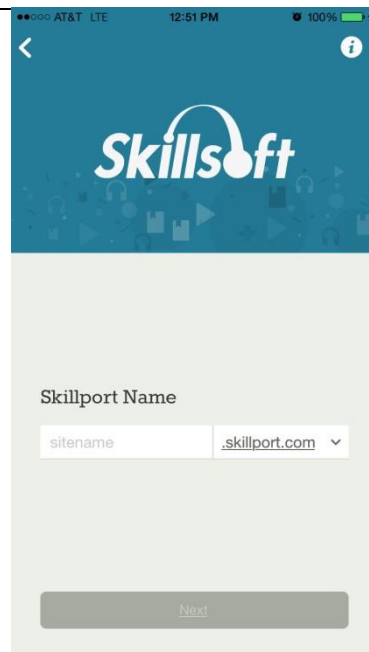 AT&T LTE 12:51 PM 100%
i
Skillsoft
Skillport Name
sitename .skillport.com
Next